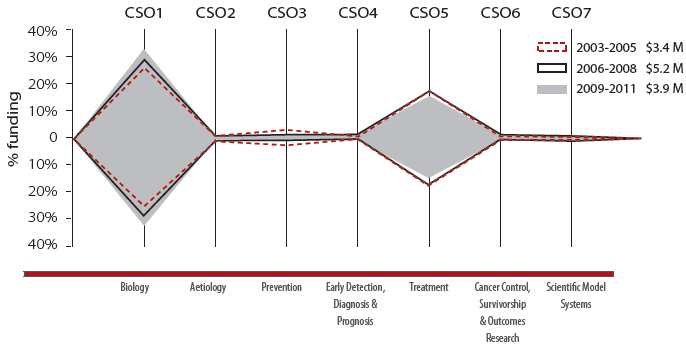 CSO1 CSO2 CSO3 CSO4 CSO5 CSO6 CSO7
40%
30%
20%
10%
0
10%
20%
30%
40%
% funding
2003-2005 $3.4 M
2006-2008 $5.2 M
2009-2011 $3.9 M
Biology
Aetiology
Prevention
Early Detection,
Diagnosis &
Prognosis
Treatment
Cancer Control,
Survivorship
& Outcomes
Research
Scientific Model
Systems